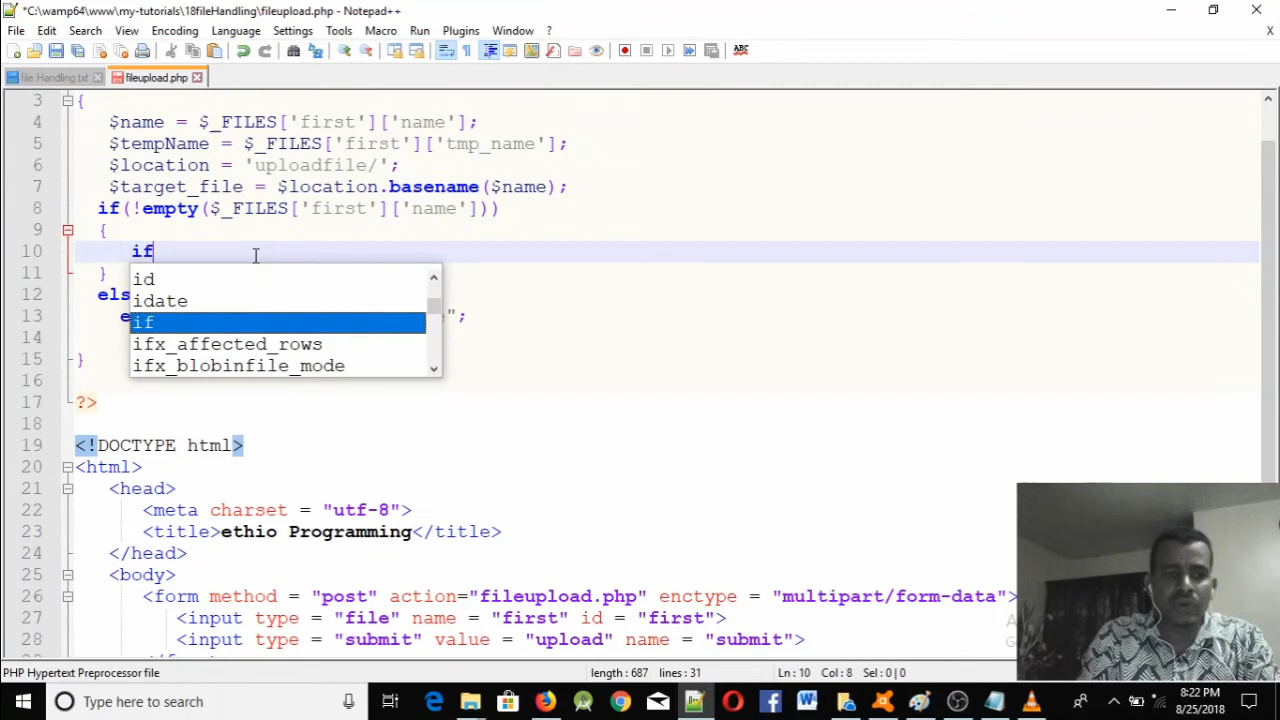 *C:\wamp64\www\my-tutorials\18fileHandling\fileupload.php - Notepad++
File Edit Search View Encoding Language Settings Tools Macro Run Plugins Window ? X
file Handling.txt fileupload.php
3 {
4 $name = $_FILES['first']['name'];
5 $tempName = $_FILES['first']['tmp_name'];
6 $location = 'uploadfile/';
7 $target_file = $location.basename($name);
8 if(!empty($_FILES['first']['name']))
9 {
10 if
11 }
id
12 els
idate
13 e ";
if
14
ifx_affected_rows
15 }
ifx_blobinfile_mode
16
17 ?>
18
19 <!DOCTYPE html>
20 <html>
21 <head>
22 <meta charset = "utf-8">
23 <title>ethio Programming</title>
24 </head>
25 <body>
26 <form method = "post" action="fileupload.php" enctype = "multipart/form-data">
27 <input type = "file" name = "first" id = "first">
28 <input type = "submit" value = "upload" name = "submit">
PHP Hypertext Preprocessor file length : 687 lines : 31 Ln : 10 Col : 8 Sel : 0 | 0
Type here to search
8:22 PM
8/25/2018